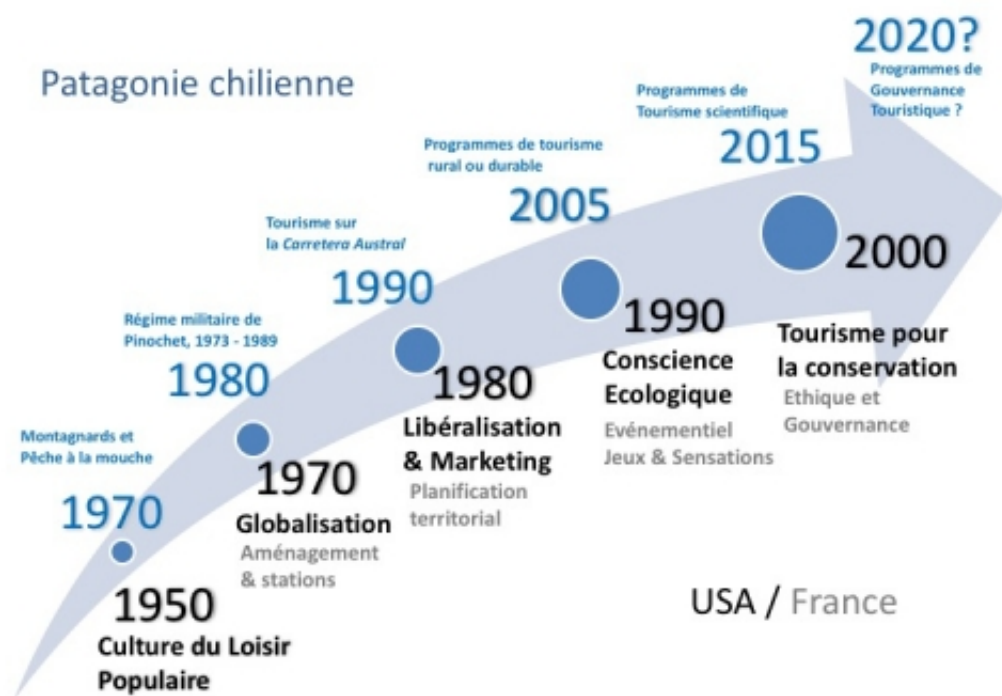 Patagonie chilienne
2020?
Programmes de
Gouvernance
Touristique ?
Programmes de
Tourisme scientifique
2015
Programmes de tourisme
rural ou durable
2005
Tourisme sur
la Carretera Austral
1990
Régime militaire de
Pinochet, 1973 - 1989
1980
Montagnards et
Pêche à la mouche
1970
1950
Culture du Loisir
Populaire
1970
Globalisation
Aménagement
& stations
1980
Libéralisation
& Marketing
Planification
territorial
1990
Conscience
Ecologique
Evénementiel
Jeux & Sensations
2000
Tourisme pour
la conservation
Ethique et
Gouvernance
USA / France